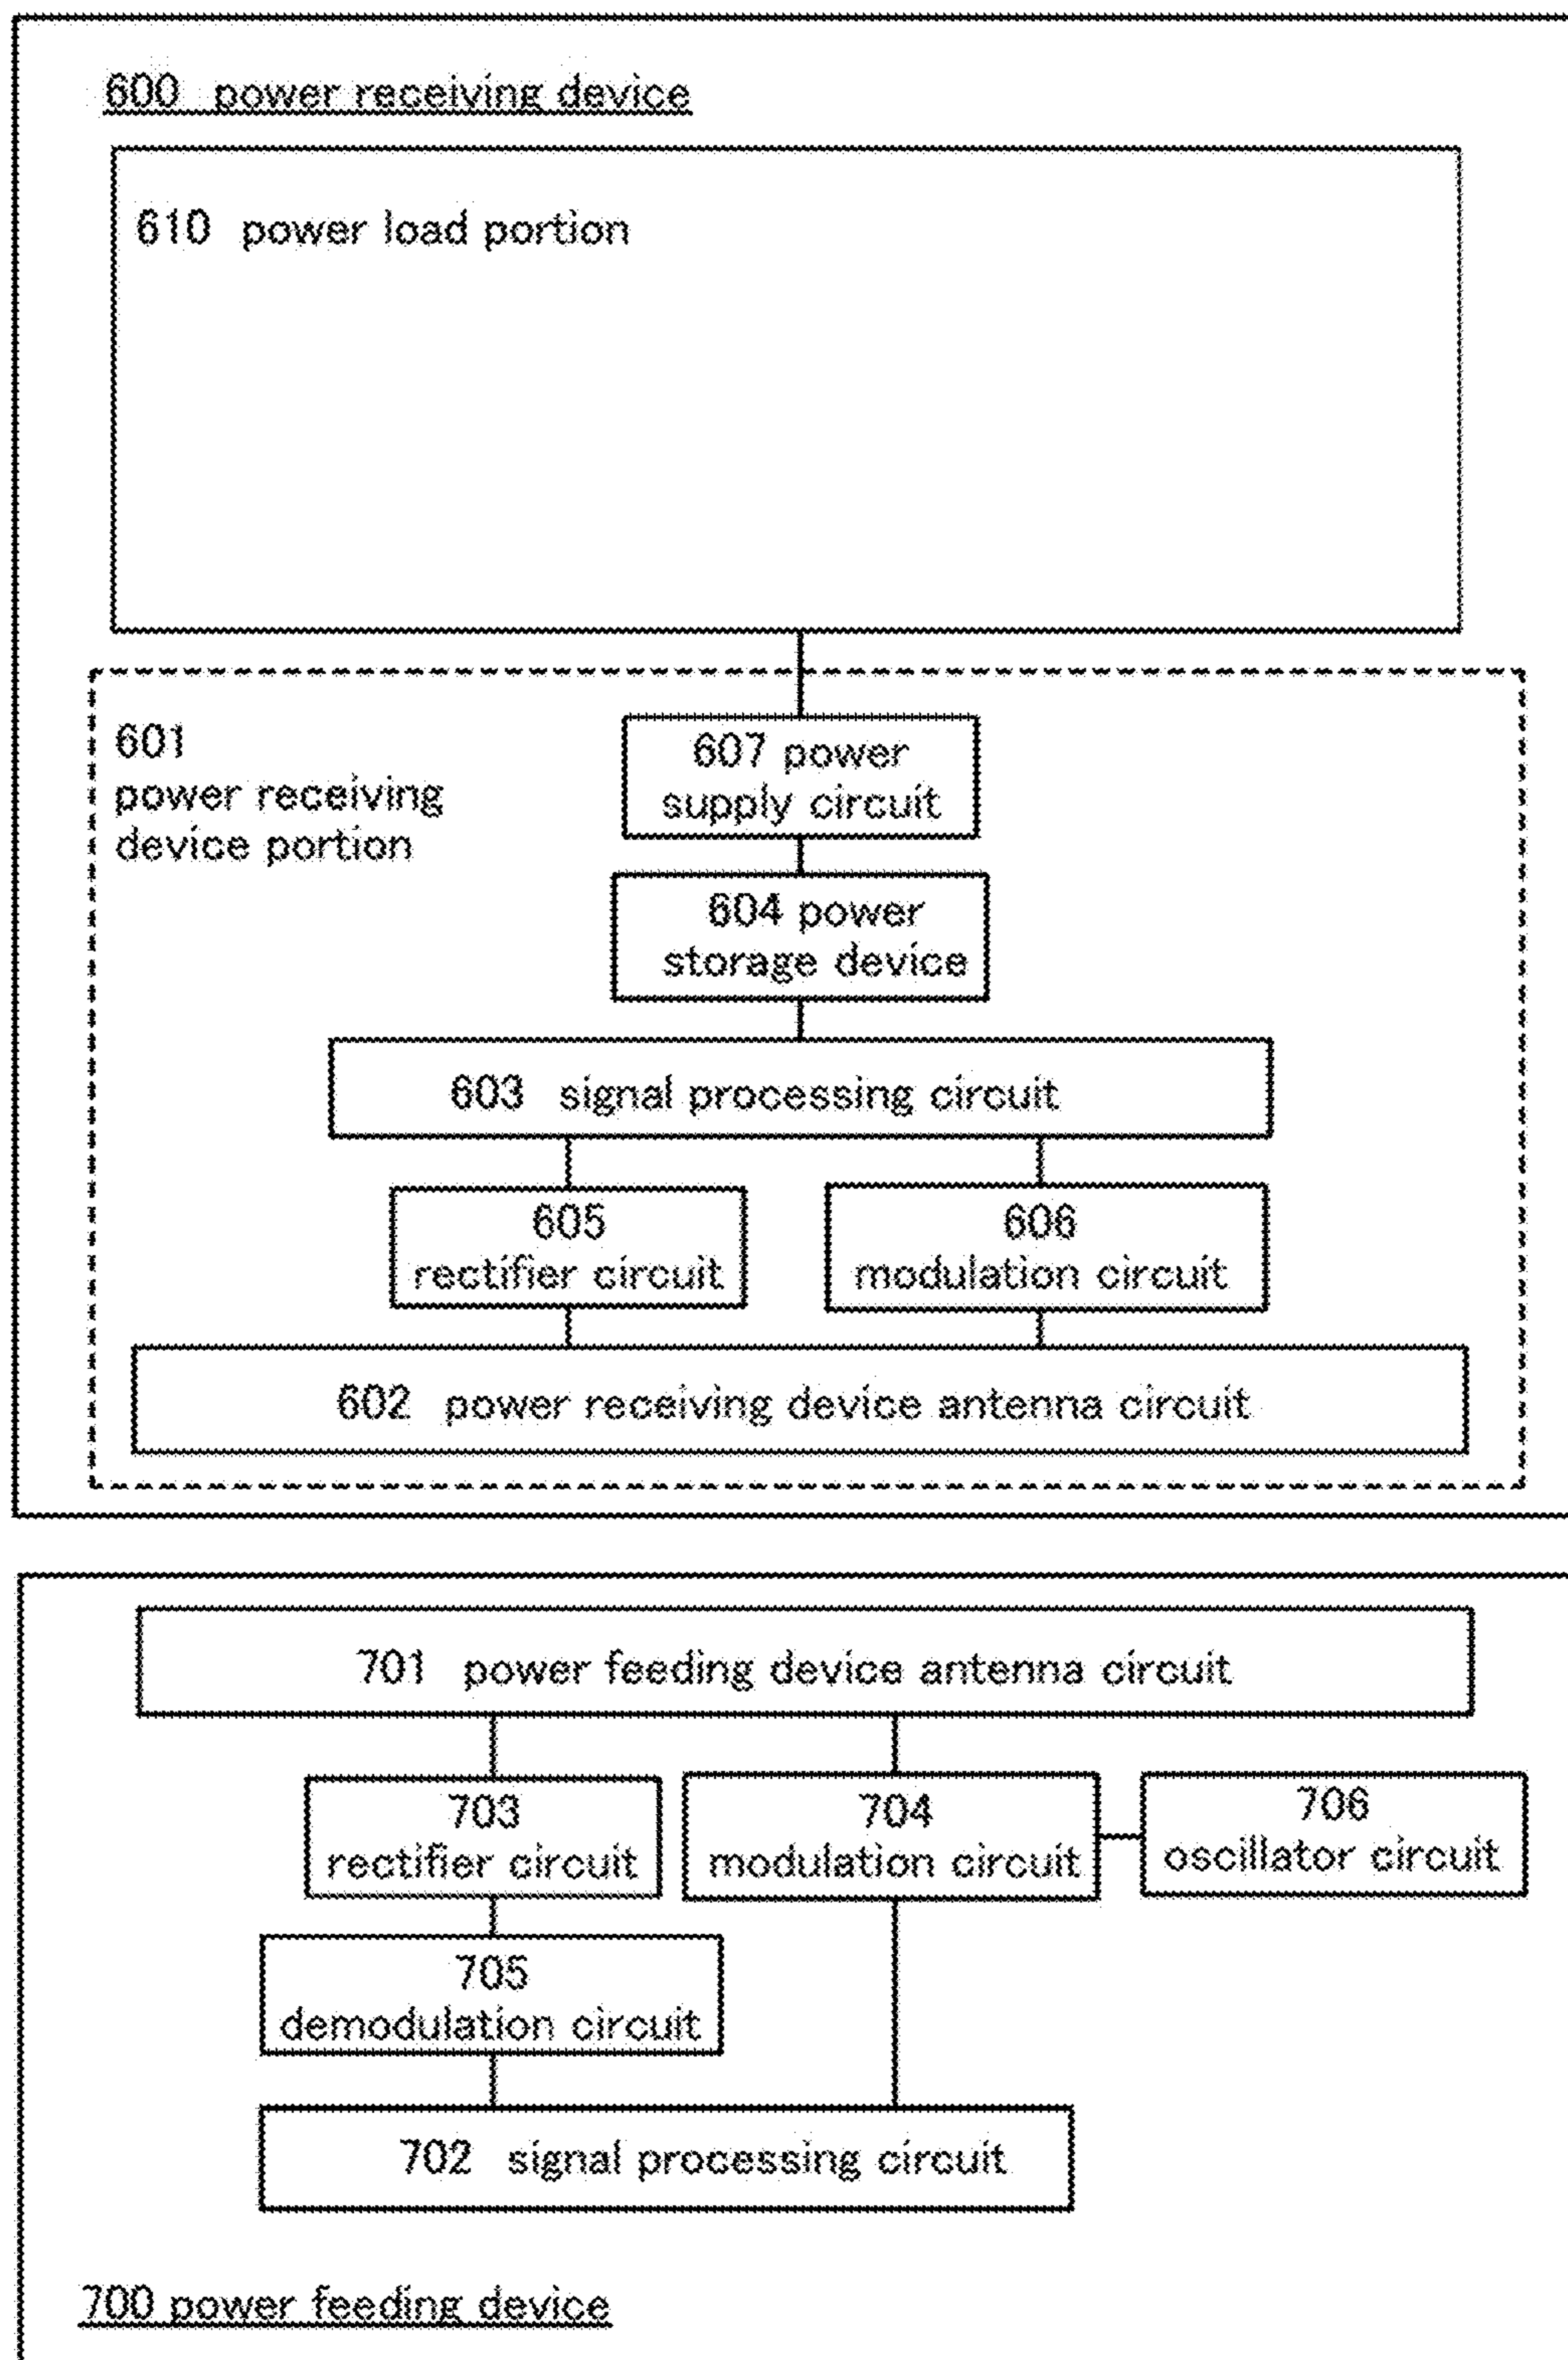 600 power receiving device
610 power load portion
601
power receiving
device portion
607 power
supply circuit
604 power
storage device
603 signal processing circuit
605
rectifier circuit
606
modulation circuit
602 power receiving device antenna circuit
701 power feeding device antenna circuit
703
rectifier circuit
704
modulation circuit
706
oscillator circuit
705
demodulation circuit
702 signal processing circuit
700 power feeding device